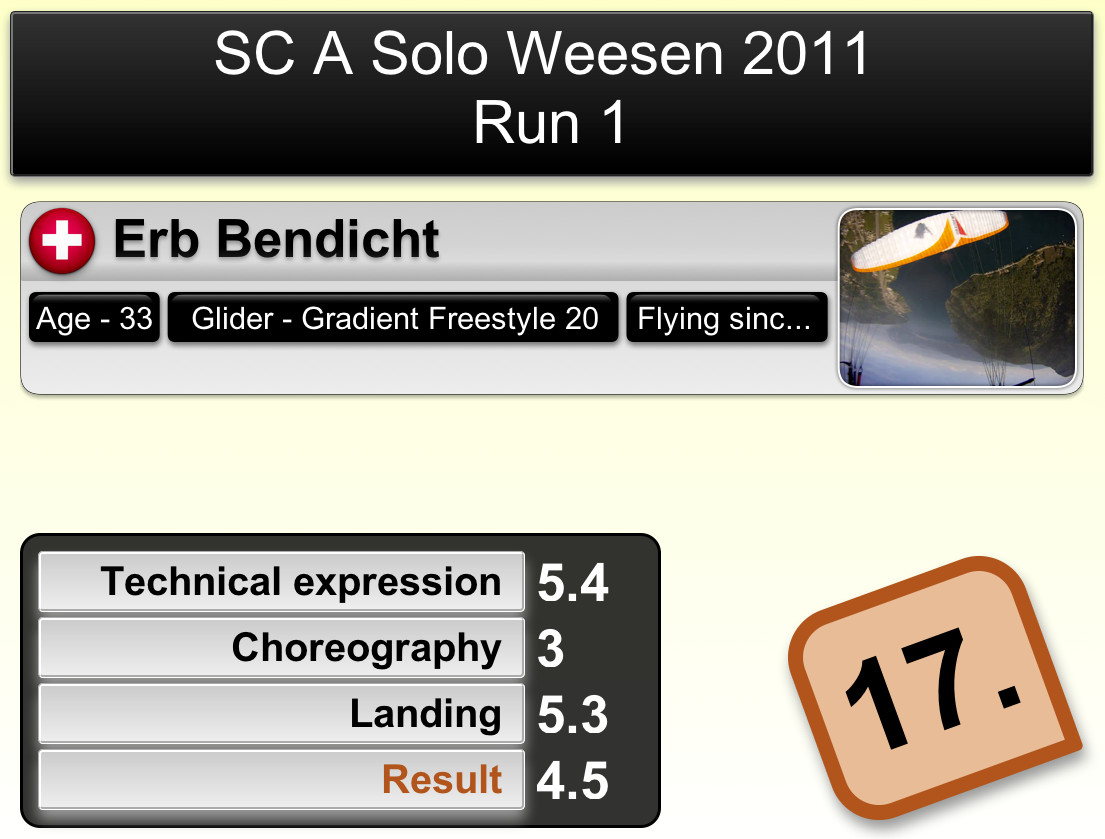 SC A Solo Weesen 2011
Run 1
Erb Bendicht
Age - 33 Glider - Gradient Freestyle 20 Flying sinc...
Technical expression 5.4
Choreography 3
Landing 5.3
Result 4.5
17.